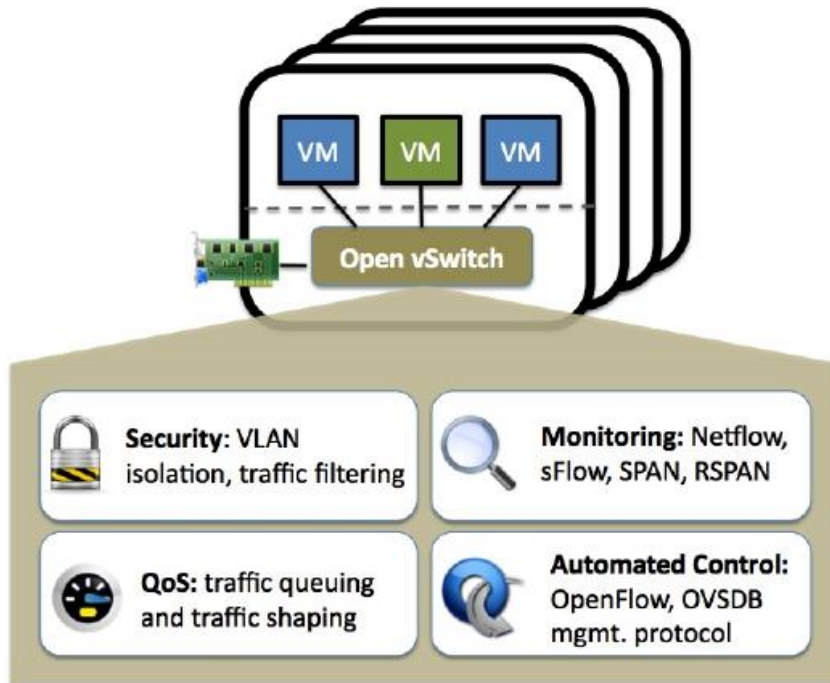 VM VM VM
Open vSwitch
Security: VLAN
isolation, traffic filtering
Monitoring: Netflow,
sFlow, SPAN, RSPAN
QoS: traffic queuing
and traffic shaping
Automated Control:
OpenFlow, OVSDB
mgmt. protocol